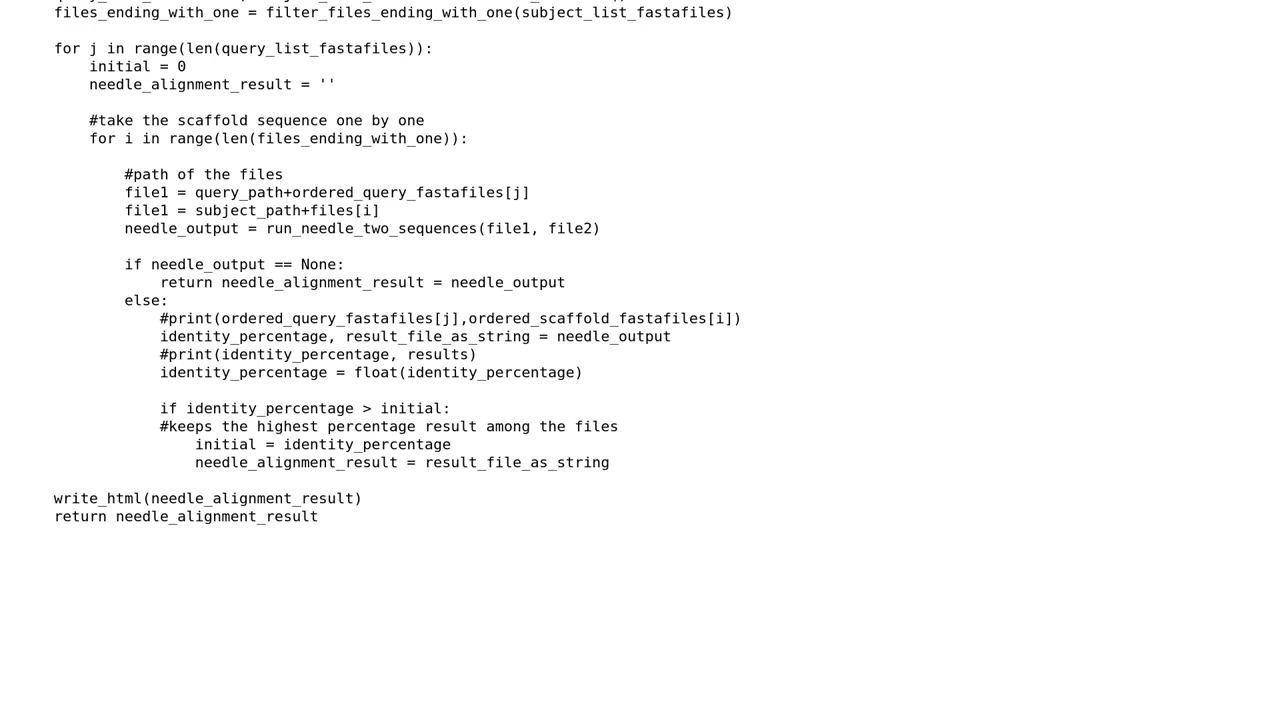 files_ending_with_one = filter_files_ending_with_one(subject_list_fastafiles)
for j in range(len(query_list_fastafiles)):
initial = 0
needle_alignment_result = ''
#take the scaffold sequence one by one
for i in range(len(files_ending_with_one)):
#path of the files
file1 = query_path+ordered_query_fastafiles[j]
file1 = subject_path+files[i]
needle_output = run_needle_two_sequences(file1, file2)
if needle_output == None:
return needle_alignment_result = needle_output
else:
#print(ordered_query_fastafiles[j],ordered_scaffold_fastafiles[i])
identity_percentage, result_file_as_string = needle_output
#print(identity_percentage, results)
identity_percentage = float(identity_percentage)
if identity_percentage > initial:
#keeps the highest percentage result among the files
initial = identity_percentage
needle_alignment_result = result_file_as_string
write_html(needle_alignment_result)
return needle_alignment_result